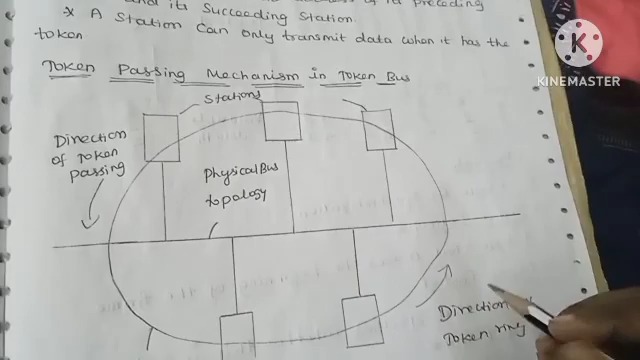 and its Succeeding Station.
* A Station Can Only transmit data when it has the
token
Token Passing Mechanism in Token Bus
Stations
Direction
of Token
passing
Physical Bus
topology
Direction
Token ring
K
KINEMASTER